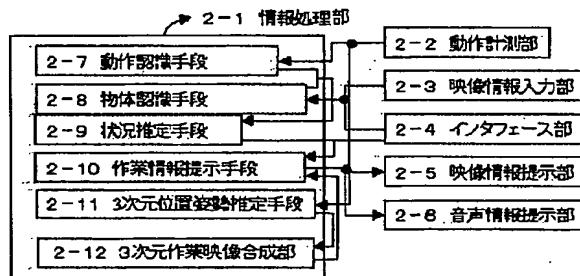 2-1 情報処理部
2-7 動作認識手段
2-8 物体認識手段
2-9 状況推定手段
2-10 作業情報提示手段
2-11 3次元位置姿勢推定手段
2-12 3次元作業映像合成部
2-2 動作計測部
2-3 映像情報入力部
2-4 インタフェース部
2-5 映像情報提示部
2-6 音声情報提示部